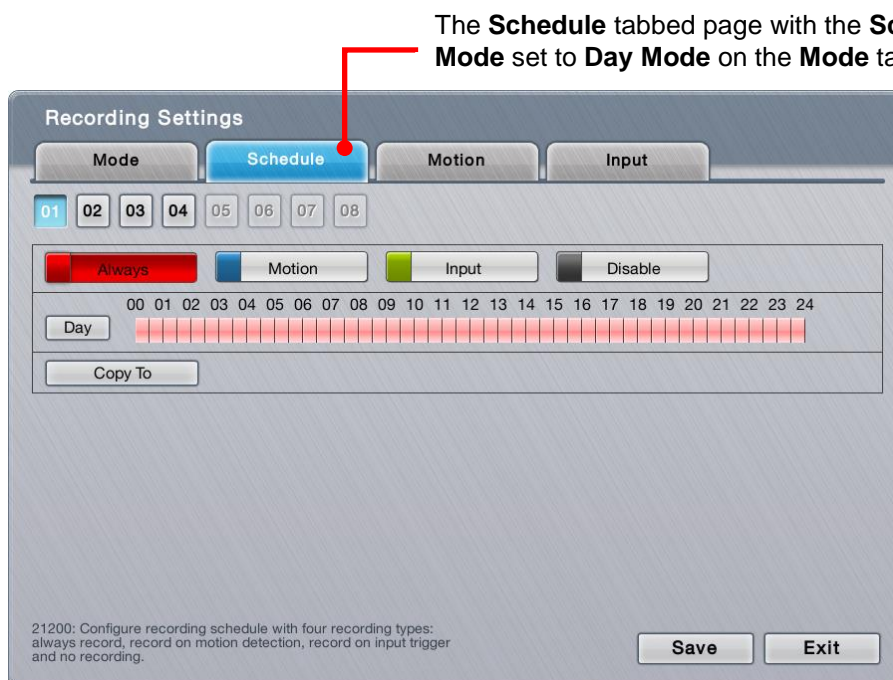 The Schedule tabbed page with the
Mode set to Day Mode on the Mode
Recording Settings
Mode Schedule Motion Input
01 02 03 04 05 06 07 08
Always Motion Input Disable
00 01 02 03 04 05 06 07 08 09 10 11 12 13 14 15 16 17 18 19 20 21 22 23 24
Day
Copy To
21200: Configure recording schedule with four recording types:
always record, record on motion detection, record on input trigger
and no recording.
Save Exit